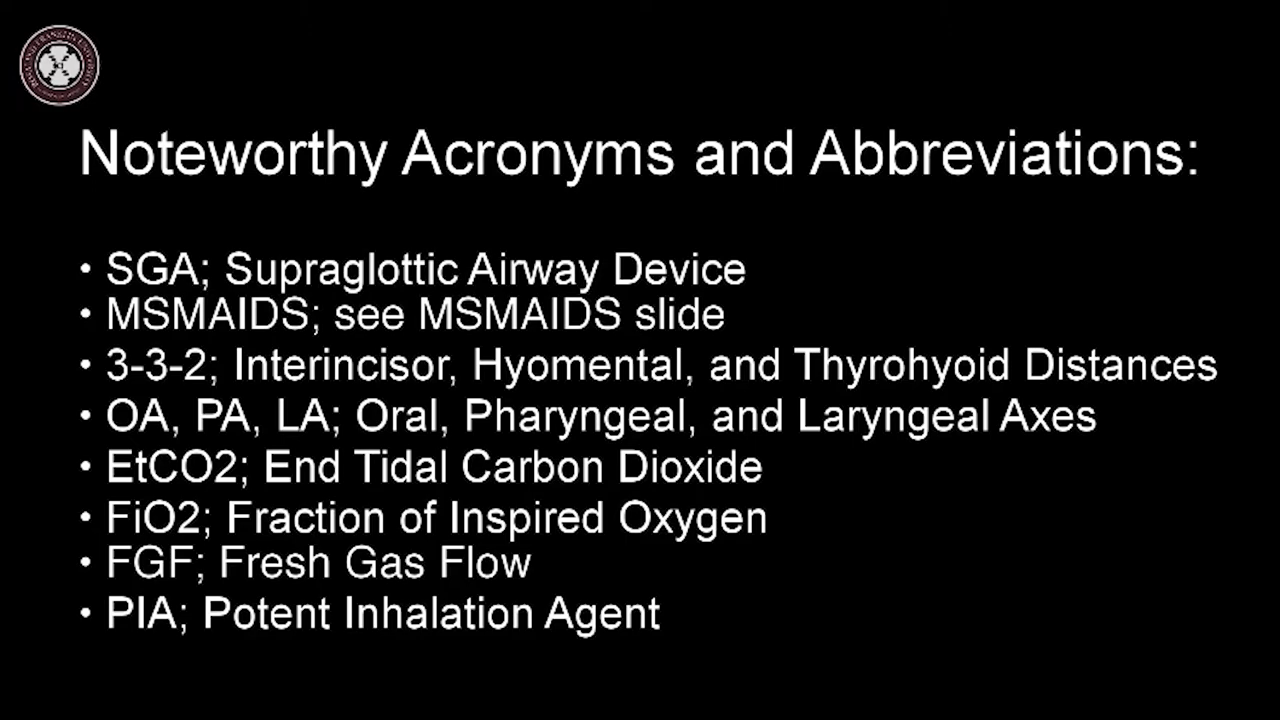 Noteworthy Acronyms and Abbreviations:
• SGA; Supraglottic Airway Device
• MSMAIDS; see MSMAIDS slide
• 3-3-2; Interincisor, Hyomental, and Thyrohyoid Distances
• OA, PA, LA; Oral, Pharyngeal, and Laryngeal Axes
• EtCO2; End Tidal Carbon Dioxide
• FiO2; Fraction of Inspired Oxygen
• FGF; Fresh Gas Flow
• PIA; Potent Inhalation Agent